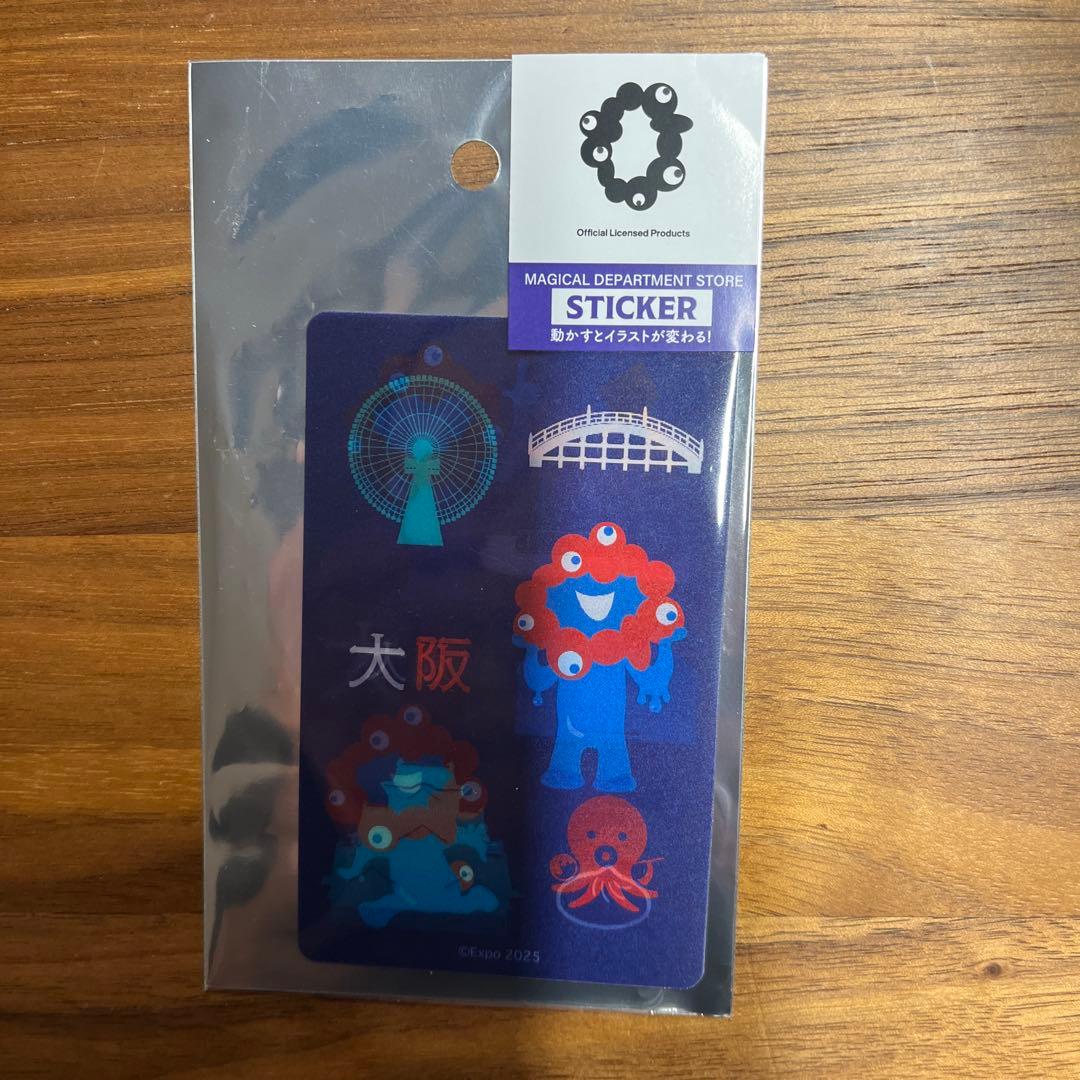 Official Licensed Products
MAGICAL DEPARTMENT STORE
STICKER
動かすとイラストが変わる!
大阪
©Expo 2025